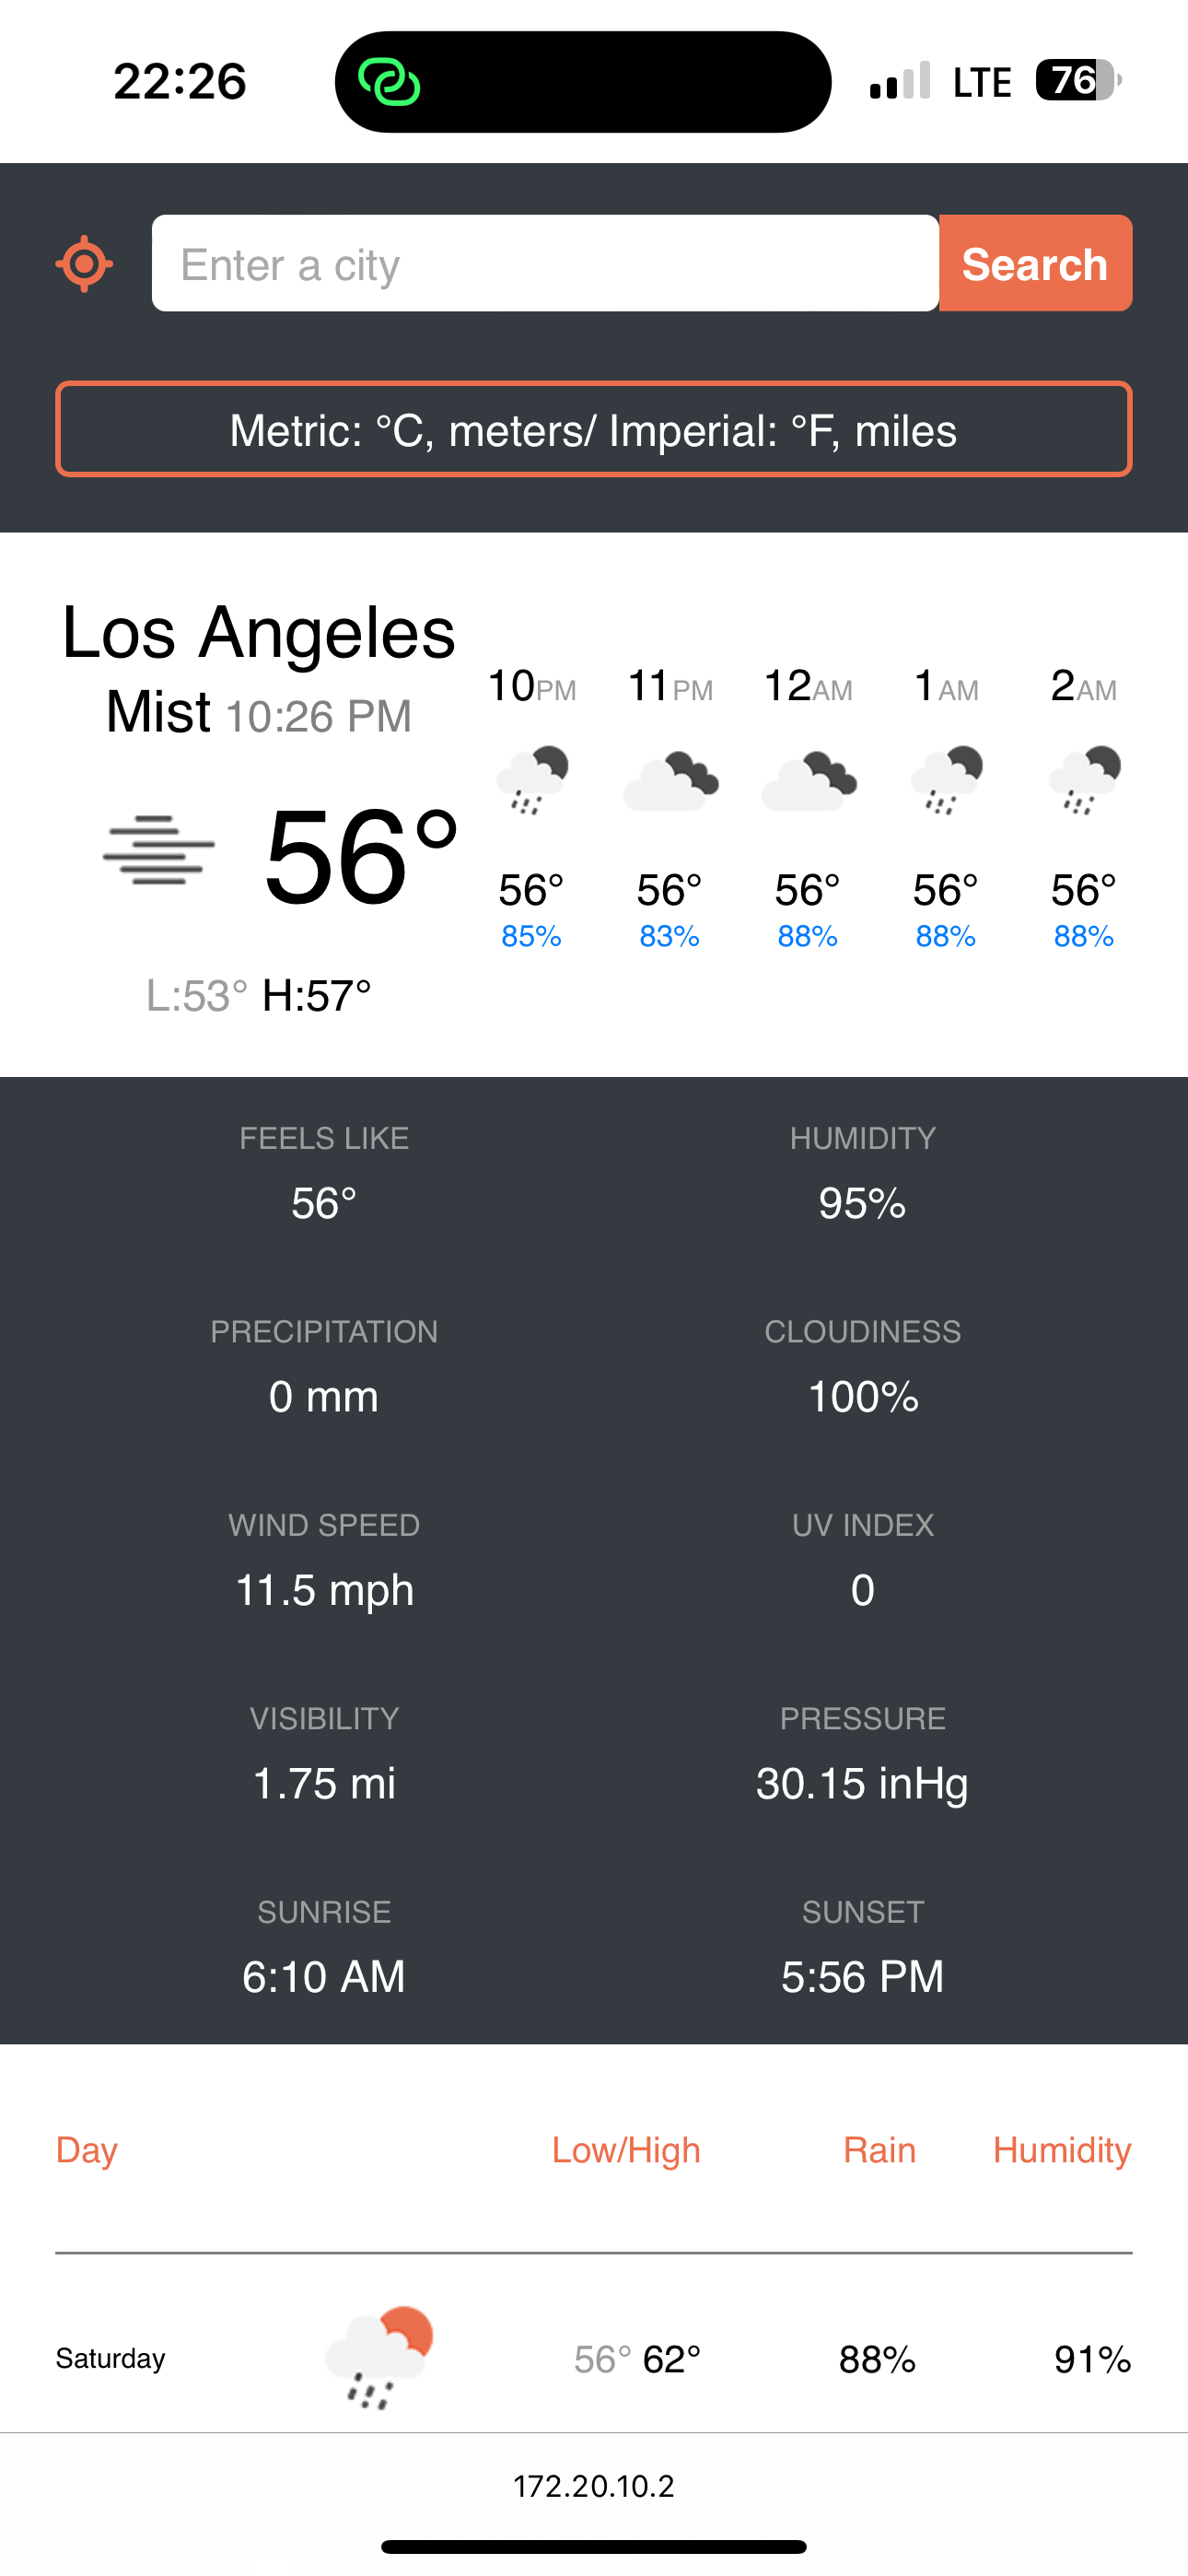 22:26 LTE 76
Enter a city Search
Metric: °C, meters/ Imperial: °F, miles
Los Angeles
Mist 10:26 PM
56°
L:53° H:57°
10PM 11PM 12AM 1AM 2AM
56° 56° 56° 56° 56°
85% 83% 88% 88% 88%
FEELS LIKE HUMIDITY
56° 95%
PRECIPITATION CLOUDINESS
0 mm 100%
WIND SPEED UV INDEX
11.5 mph 0
VISIBILITY PRESSURE
1.75 mi 30.15 inHg
SUNRISE SUNSET
6:10 AM 5:56 PM
Day Low/High Rain Humidity
Saturday 56° 62° 88% 91%
172.20.10.2